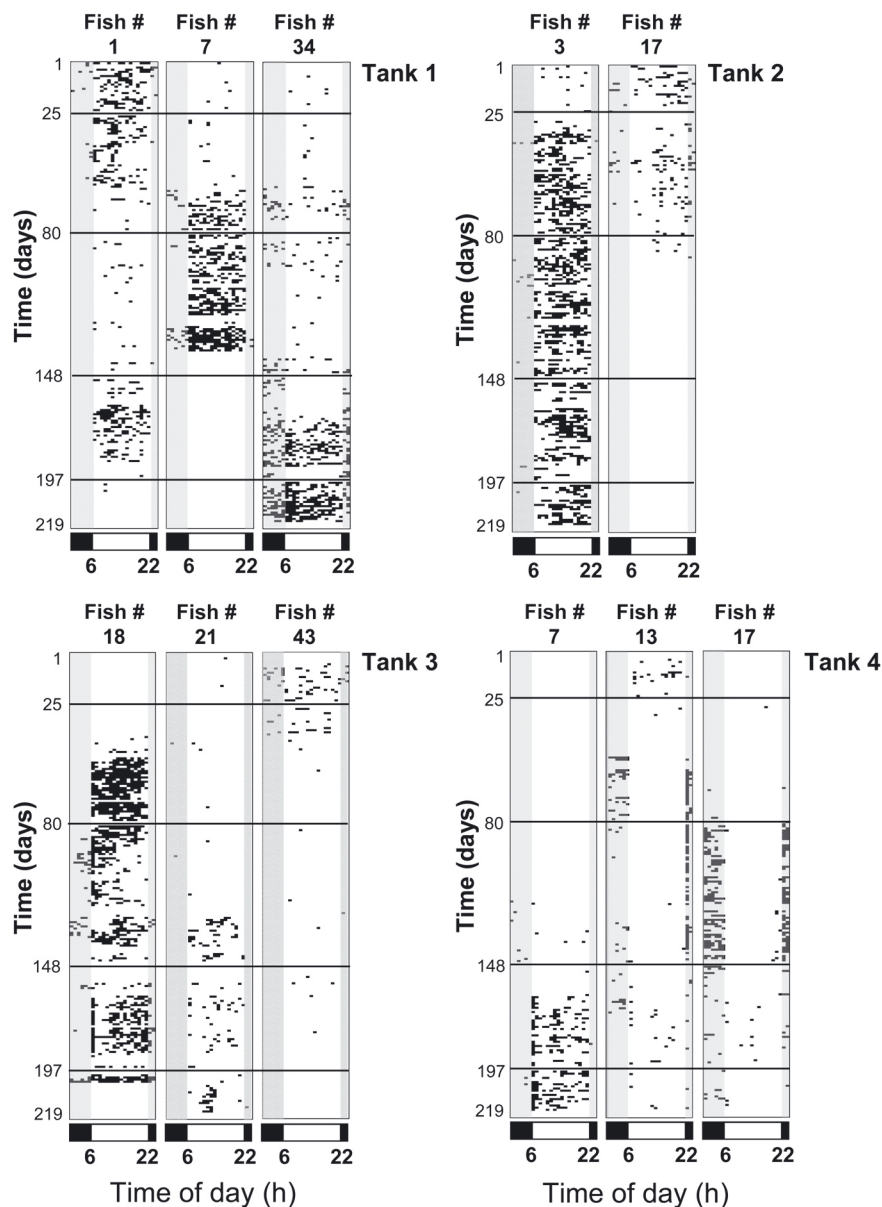 Fish # Fish # Fish #
1 7 34
Tank 1
1
25
80
148
197
219
Time (days)
6 22 6 22 6 22
Fish # Fish #
3 17
Tank 2
1
25
80
148
197
219
Time (days)
6 22 6 22
Fish # Fish # Fish #
18 21 43
Tank 3
1
25
80
148
197
219
Time (days)
6 22 6 22 6 22
Time of day (h)
Fish # Fish # Fish #
7 13 17
Tank 4
1
25
80
148
197
219
Time (days)
6 22 6 22 6 22
Time of day (h)